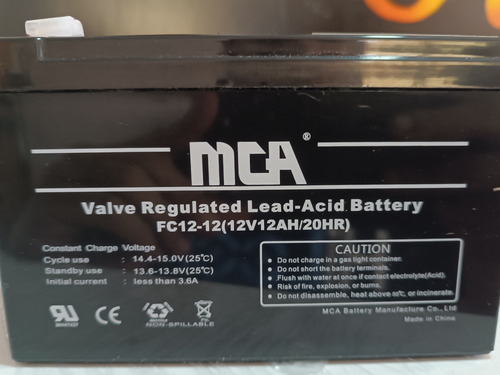 MCA®
Valve Regulated Lead-Acid Battery
FC12-12(12V12AH/20HR)
Constant Charge Voltage
Cycle use : 14.4-15.0V(25℃)
Standby use : 13.6-13.8V(25℃)
Initial current : less than 3.6A
CAUTION
● Do not charge in a gas tight container.
● Do not short the battery terminals.
● Flush with water at once if contact electrolyte(Acid).
● Risk of fire, explosion, or burns.
● Do not disassemble, heat above 50℃, or incinerate.
MCA Battery Manufacture Co., Ltd
Made in China
NON-SPILLABLE
CE
Pb